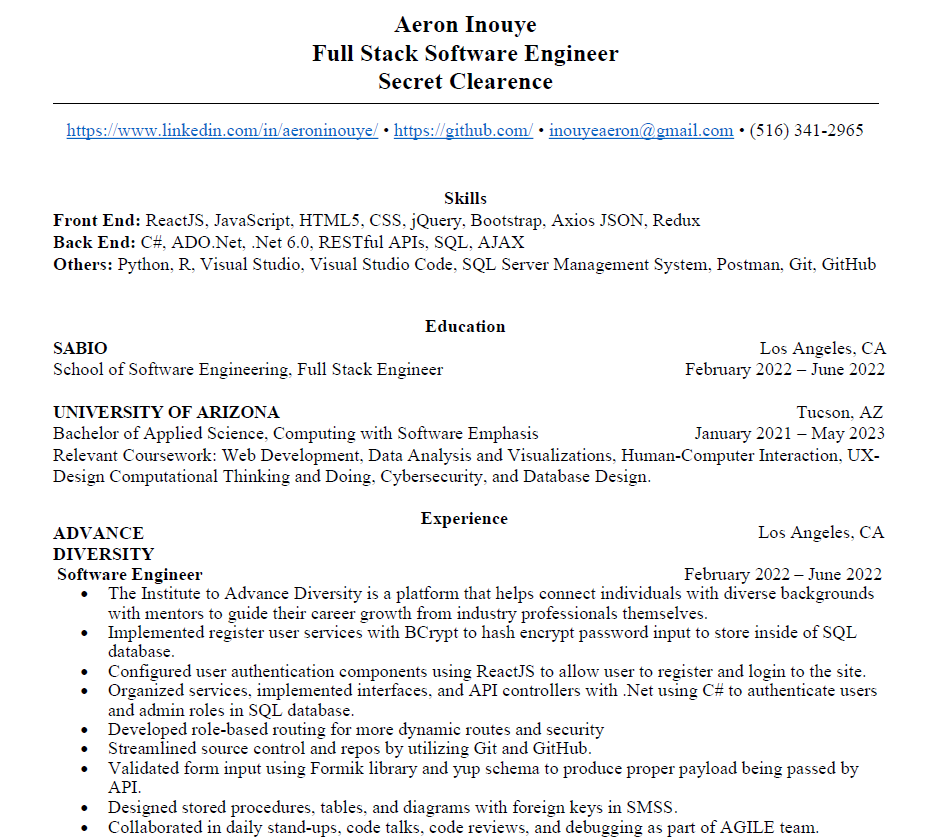 Aeron Inouye
Full Stack Software Engineer
Secret Clearence
https://www.linkedin.com/in/aeroninouye/ • https://github.com/ • inouyeaeron@gmail.com • (516) 341-2965
Skills
Front End: ReactJS, JavaScript, HTML5, CSS, jQuery, Bootstrap, Axios JSON, Redux
Back End: C#, ADO.Net, .Net 6.0, RESTful APIs, SQL, AJAX
Others: Python, R, Visual Studio, Visual Studio Code, SQL Server Management System, Postman, Git, GitHub
Education
SABIO Los Angeles, CA
School of Software Engineering, Full Stack Engineer February 2022 – June 2022
UNIVERSITY OF ARIZONA Tucson, AZ
Bachelor of Applied Science, Computing with Software Emphasis January 2021 – May 2023
Relevant Coursework: Web Development, Data Analysis and Visualizations, Human-Computer Interaction, UX-
Design Computational Thinking and Doing, Cybersecurity, and Database Design.
Experience
ADVANCE Los Angeles, CA
DIVERSITY
Software Engineer February 2022 – June 2022
• The Institute to Advance Diversity is a platform that helps connect individuals with diverse backgrounds
with mentors to guide their career growth from industry professionals themselves.
• Implemented register user services with BCrypt to hash encrypt password input to store inside of SQL
database.
• Configured user authentication components using ReactJS to allow user to register and login to the site.
• Organized services, implemented interfaces, and API controllers with .Net using C# to authenticate users
and admin roles in SQL database.
• Developed role-based routing for more dynamic routes and security
• Streamlined source control and repos by utilizing Git and GitHub.
• Validated form input using Formik library and yup schema to produce proper payload being passed by
API.
• Designed stored procedures, tables, and diagrams with foreign keys in SMSS.
• Collaborated in daily stand-ups, code talks, code reviews, and debugging as part of AGILE team.